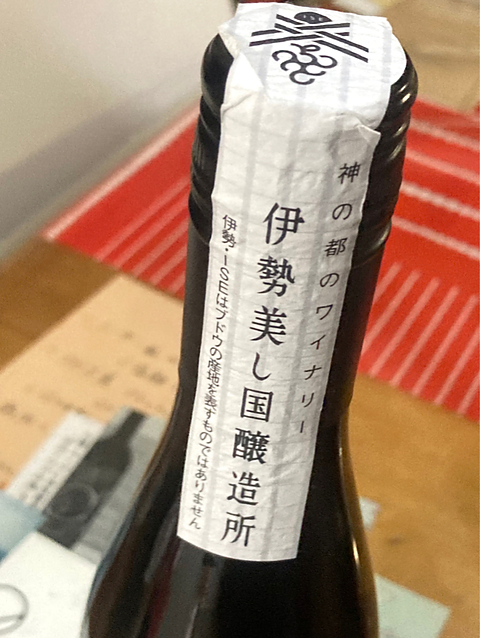 ISE
神の都のワイナリー
伊勢美し国醸造所
伊勢・ISEはブドウの産地を表すものではありません